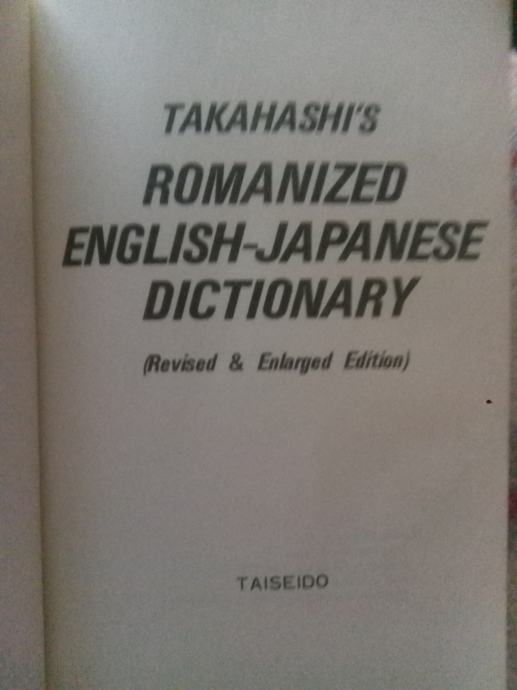 TAKAHASHI'S
ROMANIZED
ENGLISH-JAPANESE
DICTIONARY
(Revised & Enlarged Edition)
TAISEIDO